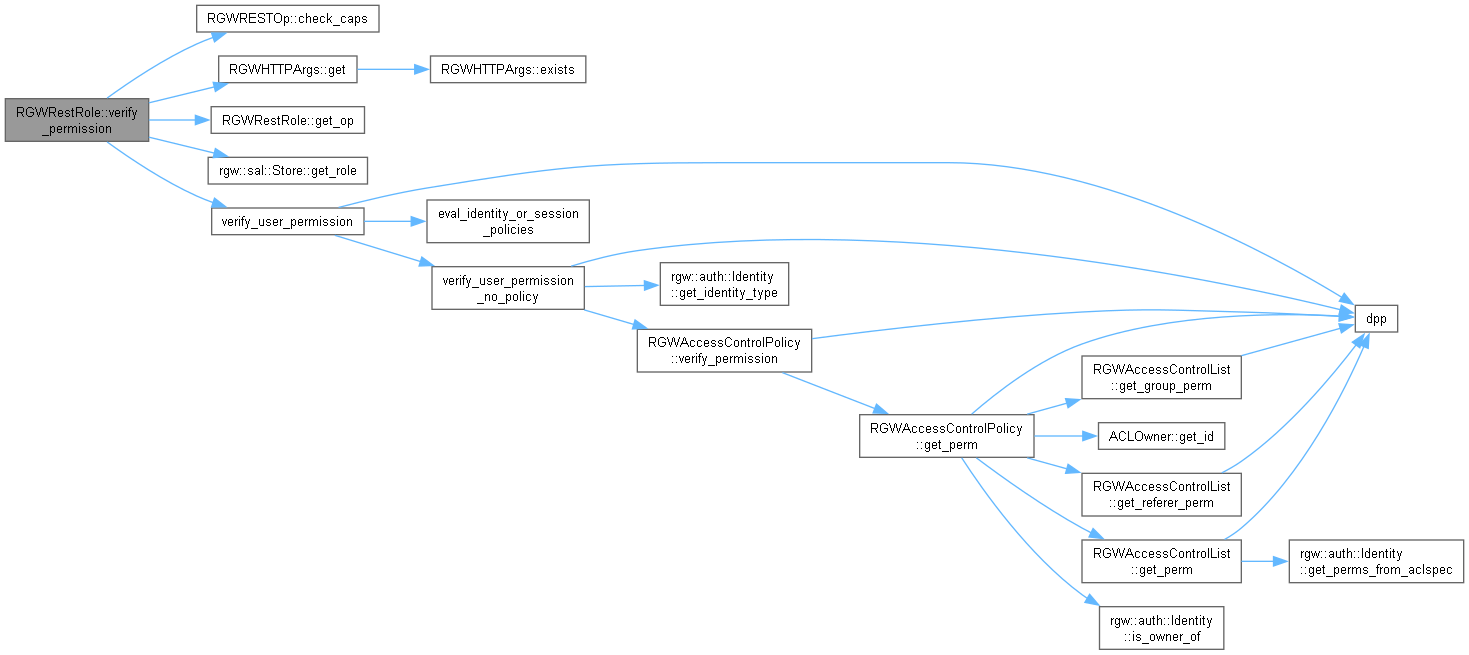 RGWRESTOp::check_caps
RGWHTTPArgs::get
RGWHTTPArgs::exists
RGWRestRole::verify
_permission
RGWRestRole::get_op
rgw::sal::Store::get_role
verify_user_permission
eval_identity_or_session
_policies
verify_user_permission
_no_policy
rgw::auth::Identity
::get_identity_type
dpp
RGWAccessControlPolicy
::verify_permission
RGWAccessControlList
::get_group_perm
RGWAccessControlPolicy
::get_perm
ACLOwner::get_id
RGWAccessControlList
::get_referer_perm
RGWAccessControlList
::get_perm
rgw::auth::Identity
::get_perms_from_aclspec
rgw::auth::Identity
::is_owner_of